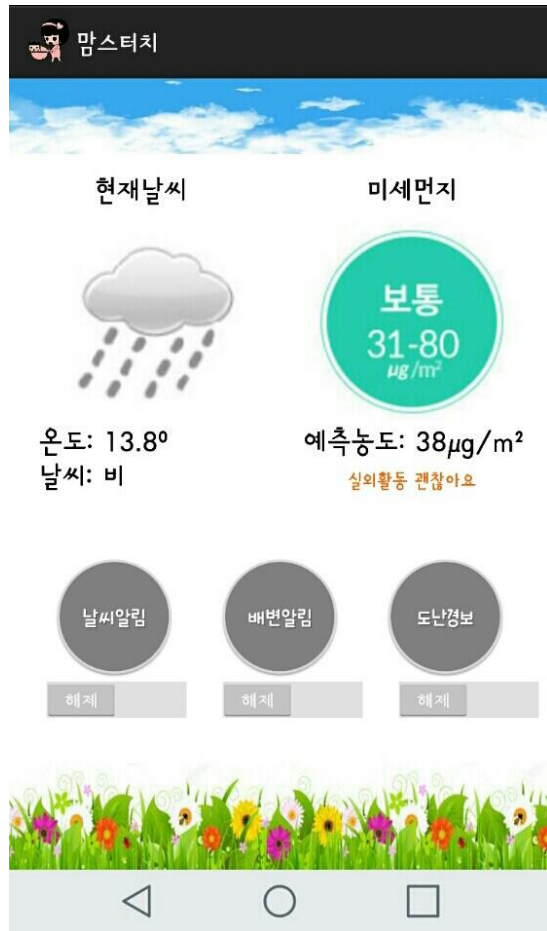 맘스터치
현재날씨
미세먼지
보통
31-80
μg/m²
온도: 13.8º
날씨: 비
예측농도: 38μg/m²
실외활동 괜찮아요
날씨알림
배변알림
도난경보
해제
해제
해제